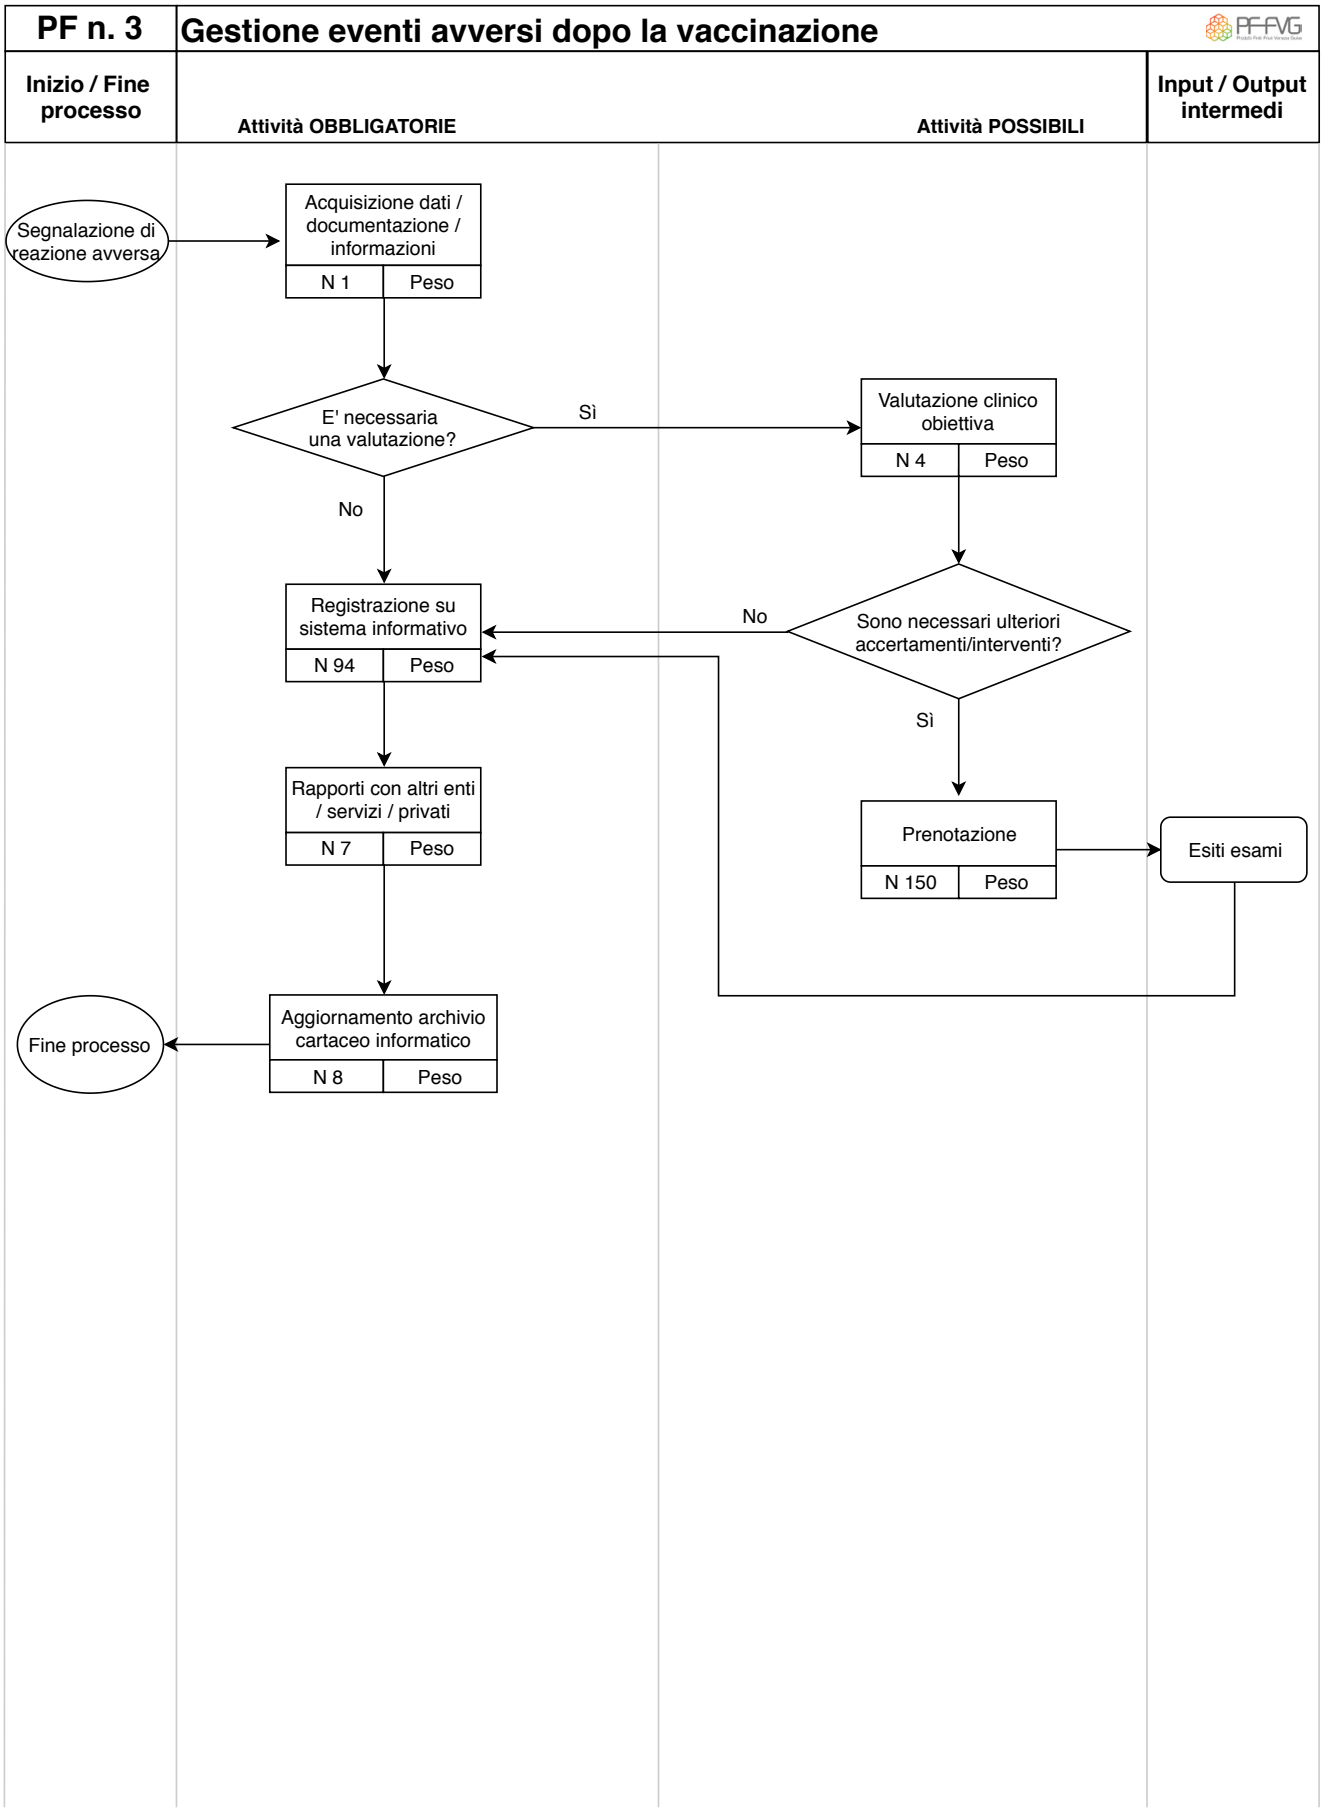 PF n. 3
Gestione eventi avversi dopo la vaccinazione
PF-FVG
Inizio / Fine
processo
Attività OBBLIGATORIE
Attività POSSIBILI
Input / Output
intermedi
Segnalazione di
reazione avversa
Acquisizione dati /
documentazione /
informazioni
N 1 Peso
E' necessaria
una valutazione?
Sì
No
Valutazione clinico
obiettiva
N 4 Peso
Registrazione su
sistema informativo
N 94 Peso
No
Sono necessari ulteriori
accertamenti/interventi?
Sì
Rapporti con altri enti
/ servizi / privati
N 7 Peso
Prenotazione
N 150 Peso
Esiti esami
Aggiornamento archivio
cartaceo informatico
N 8 Peso
Fine processo